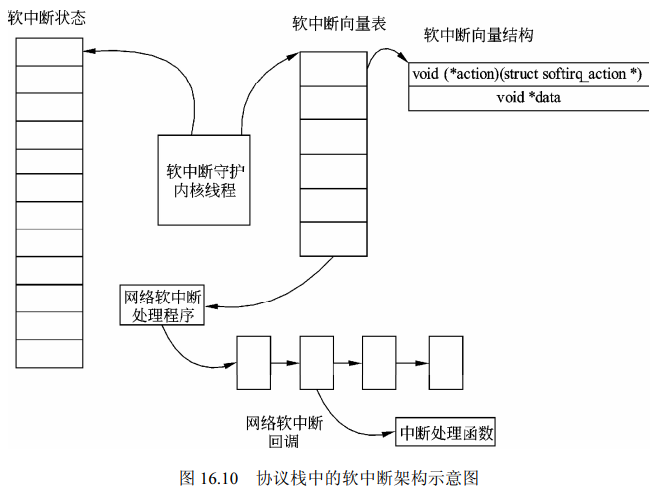 软中断状态
软中断向量表
软中断向量结构
void (*action)(struct softirq_action *)
void *data
软中断守护
内核线程
网络软中断
处理程序
网络软中断
回调
中断处理函数
图 16.10 协议栈中的软中断架构示意图